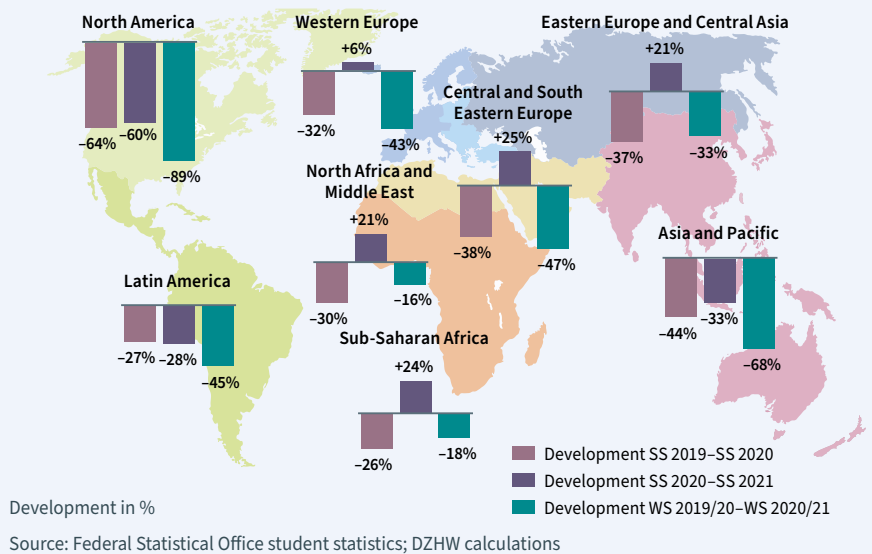 North America
–64%
–60%
–89%
Western Europe
+6%
–32%
–43%
Eastern Europe and Central Asia
+21%
–37%
–33%
Central and South
Eastern Europe
+25%
–38%
–47%
North Africa and
Middle East
+21%
–30%
–16%
Asia and Pacific
–44%
–33%
–68%
Latin America
–27%
–28%
–45%
Sub-Saharan Africa
+24%
–26%
–18%
Development SS 2019–SS 2020
Development SS 2020–SS 2021
Development WS 2019/20–WS 2020/21
Development in %
Source: Federal Statistical Office student statistics; DZHW calculations